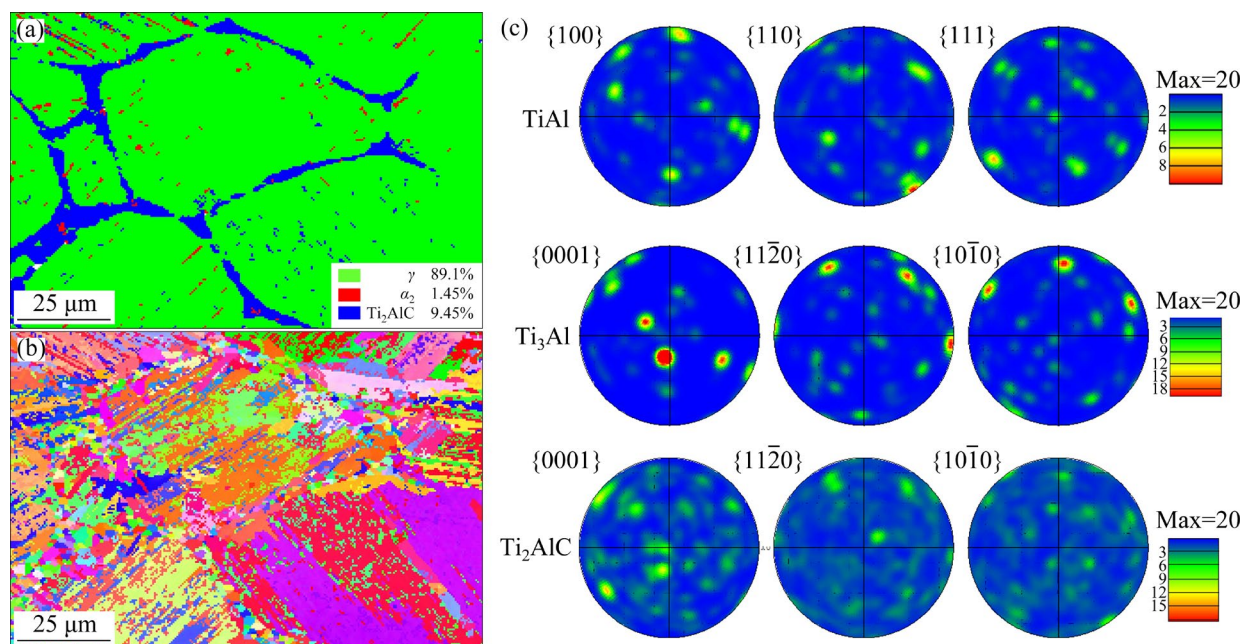 (a)
γ 89.1%
α₂ 1.45%
Ti₂AlC 9.45%
25 μm
(b)
25 μm
(c)
{100} {110} {111}
TiAl
Max=20
2
4
6
8
{0001} {112̄0} {101̄0}
Ti₃Al
Max=20
3
6
9
12
15
18
{0001} {112̄0} {101̄0}
Ti₂AlC
Max=20
3
6
9
12
15